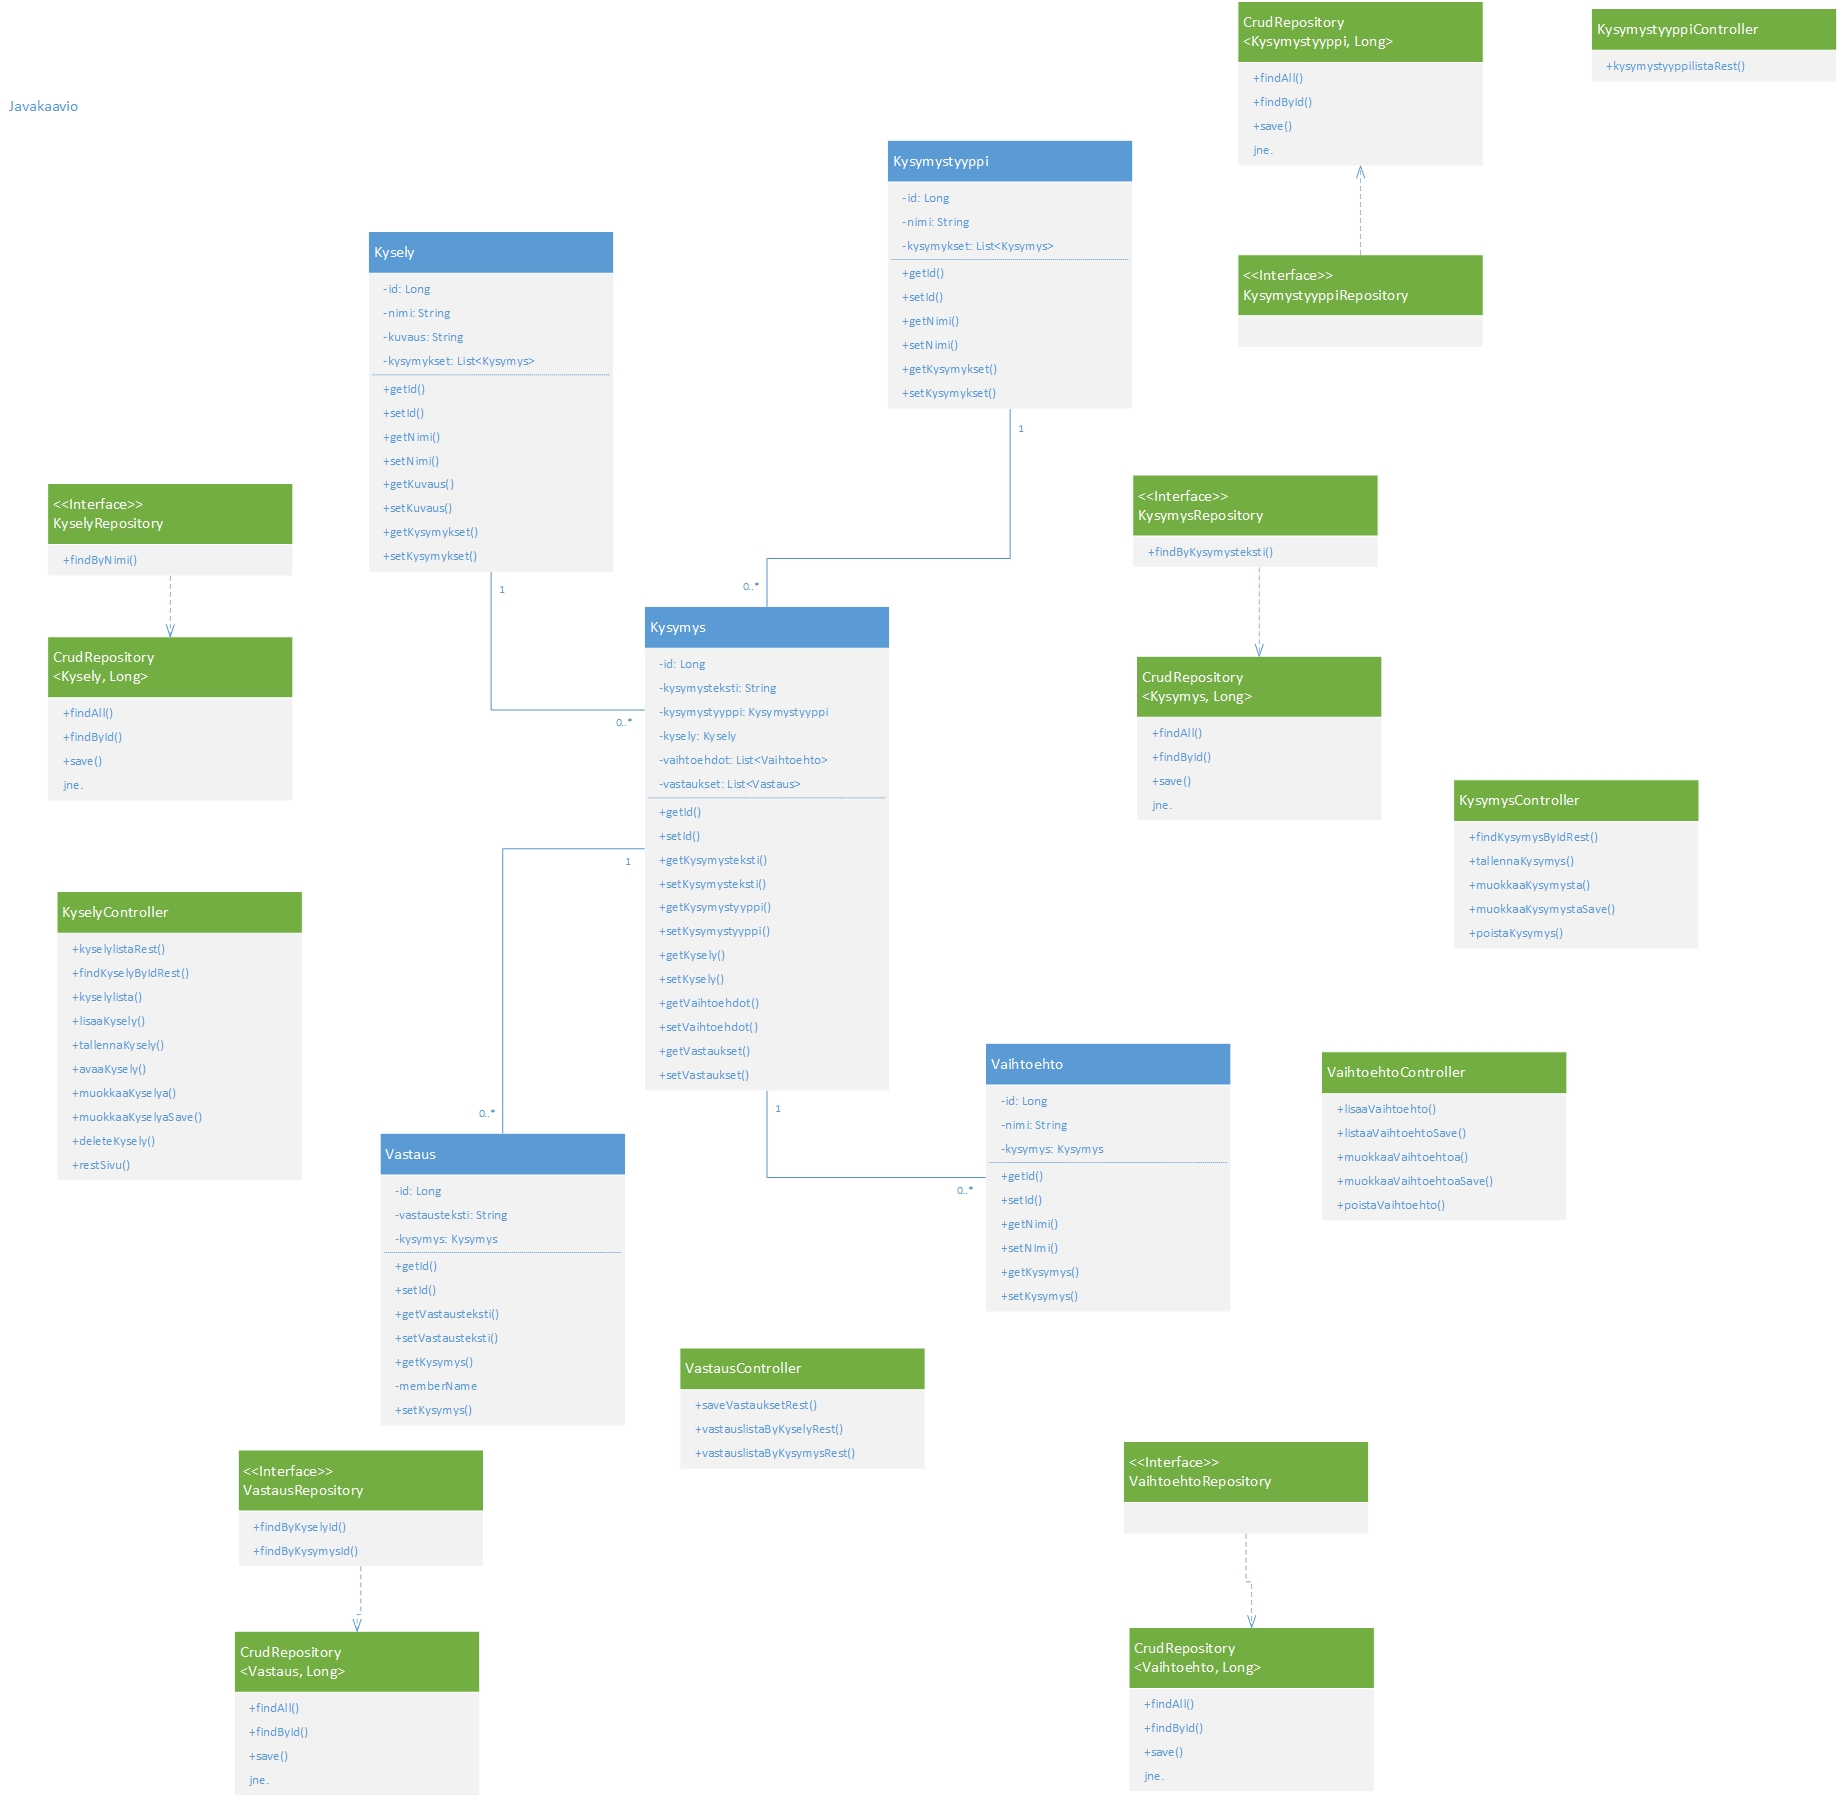 Javakaavio
CrudRepository
<Kysymystyyppi, Long>
+findAll()
+findById()
+save()
jne.
KysymystyyppiController
+kysymystyyppilistaRest()
Kysymystyyppi
-id: Long
-nimi: String
-kysymykset: List<Kysymys>
+getId()
+setId()
+getNimi()
+setNimi()
+getKysymykset()
+setKysymykset()
1
0..*
<<Interface>>
KysymystyyppiRepository
Kysely
-id: Long
-nimi: String
-kuvaus: String
-kysymykset: List<Kysymys>
+getId()
+setId()
+getNimi()
+setNimi()
+getKuvaus()
+setKuvaus()
+getKysymykset()
+setKysymykset()
1
0..*
<<Interface>>
KyselyRepository
+findByNimi()
CrudRepository
<Kysely, Long>
+findAll()
+findById()
+save()
jne.
<<Interface>>
KysymysRepository
+findByKysymysteksti()
CrudRepository
<Kysymys, Long>
+findAll()
+findById()
+save()
jne.
Kysymys
-id: Long
-kysymysteksti: String
-kysymystyyppi: Kysymystyyppi
-kysely: Kysely
-vaihtoehdot: List<Vaihtoehto>
-vastaukset: List<Vastaus>
+getId()
+setId()
+getKysymysteksti()
+setKysymysteksti()
+getKysymystyyppi()
+setKysymystyyppi()
+getKysely()
+setKysely()
+getVaihtoehdot()
+setVaihtoehdot()
+getVastaukset()
+setVastaukset()
1
0..*
1
0..*
KysymysController
+findKysymysByIdRest()
+tallennaKysymys()
+muokkaaKysymysta()
+muokkaaKysymystaSave()
+poistaKysymys()
KyselyController
+kyselylistaRest()
+findKyselyByIdRest()
+kyselylista()
+lisaaKysely()
+tallennaKysely()
+avaaKysely()
+muokkaaKyselya()
+muokkaaKyselyaSave()
+deleteKysely()
+restSivu()
Vaihtoehto
-id: Long
-nimi: String
-kysymys: Kysymys
+getId()
+setId()
+getNimi()
+setNImi()
+getKysymys()
+setKysymys()
VaihtoehtoController
+lisaaVaihtoehto()
+listaaVaihtoehtoSave()
+muokkaaVaihtoehtoa()
+muokkaaVaihtoehtoaSave()
+poistaVaihtoehto()
Vastaus
-id: Long
-vastausteksti: String
-kysymys: Kysymys
+getId()
+setId()
+getVastausteksti()
+setVastausteksti()
+getKysymys()
-memberName
+setKysymys()
VastausController
+saveVastauksetRest()
+vastauslistaByKyselyRest()
+vastauslistaByKysymysRest()
<<Interface>>
VastausRepository
+findByKyselyId()
+findByKysymysId()
CrudRepository
<Vastaus, Long>
+findAll()
+findById()
+save()
jne.
<<Interface>>
VaihtoehtoRepository
CrudRepository
<Vaihtoehto, Long>
+findAll()
+findById()
+save()
jne.